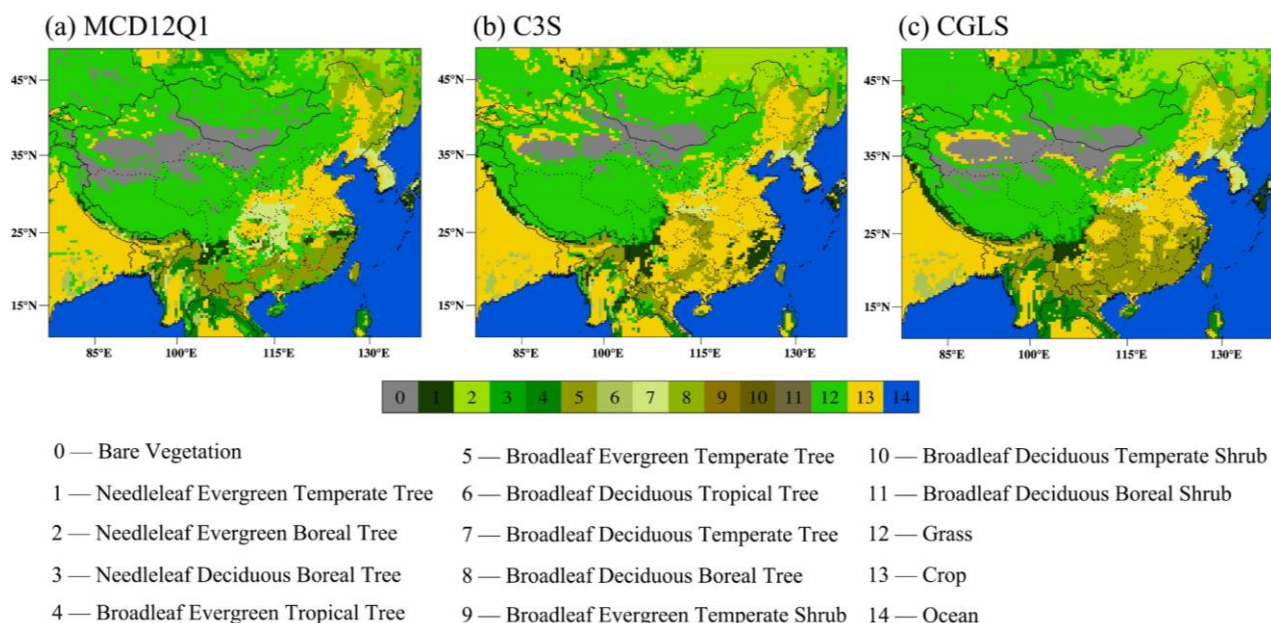 (a) MCD12Q1
(b) C3S
(c) CGLS
45°N
35°N
25°N
15°N
85°E 100°E 115°E 130°E
45°N
35°N
25°N
15°N
85°E 100°E 115°E 130°E
45°N
35°N
25°N
15°N
85°E 100°E 115°E 130°E
0 1 2 3 4 5 6 7 8 9 10 11 12 13 14
0 — Bare Vegetation
1 — Needleleaf Evergreen Temperate Tree
2 — Needleleaf Evergreen Boreal Tree
3 — Needleleaf Deciduous Boreal Tree
4 — Broadleaf Evergreen Tropical Tree
5 — Broadleaf Evergreen Temperate Tree
6 — Broadleaf Deciduous Tropical Tree
7 — Broadleaf Deciduous Temperate Tree
8 — Broadleaf Deciduous Boreal Tree
9 — Broadleaf Evergreen Temperate Shrub
10 — Broadleaf Deciduous Temperate Shrub
11 — Broadleaf Deciduous Boreal Shrub
12 — Grass
13 — Crop
14 — Ocean